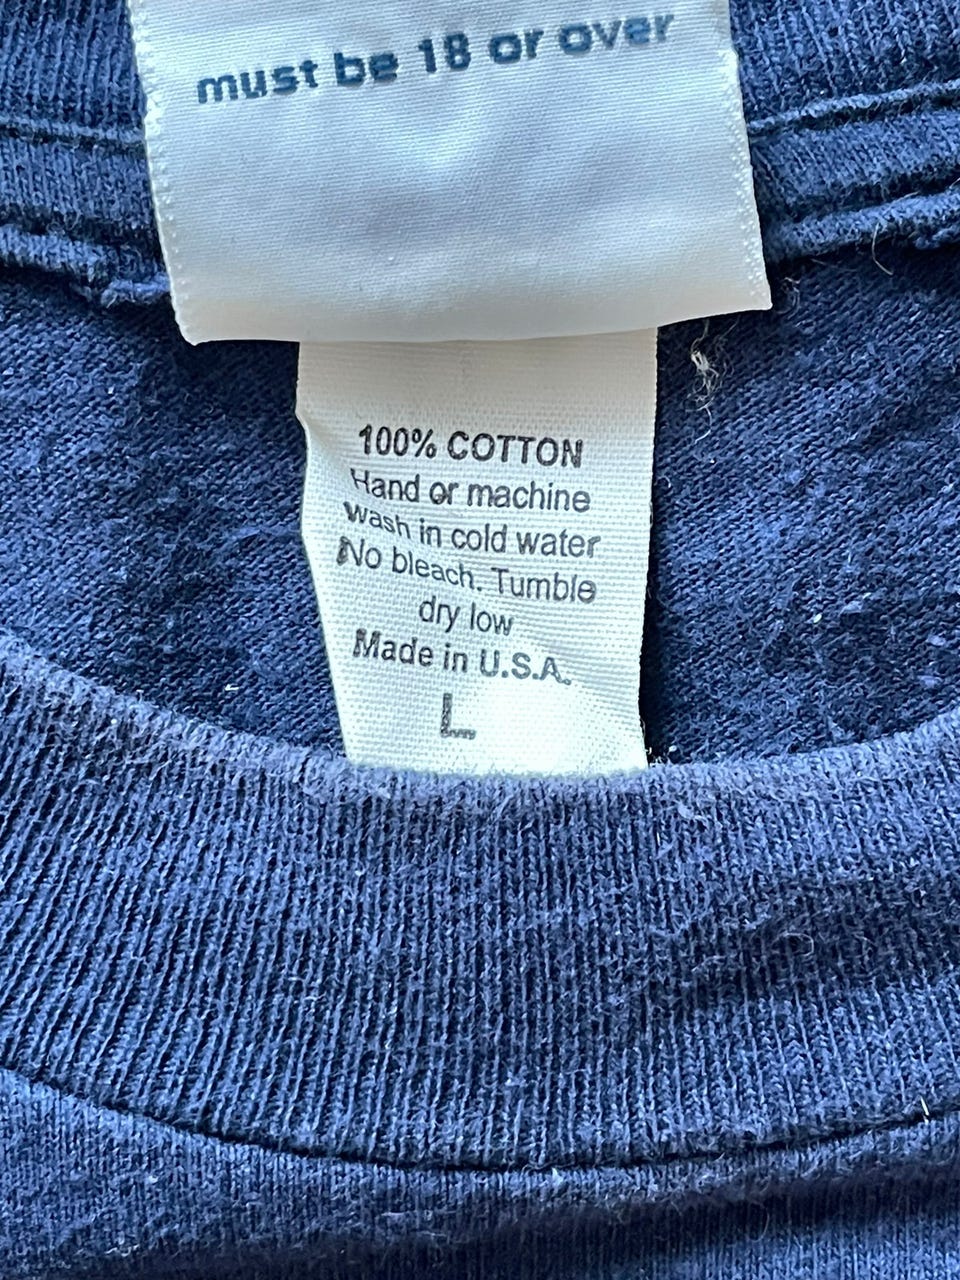 must be 18 or over
100% COTTON
Hand or machine
wash in cold water
No bleach. Tumble
dry low
Made in U.S.A.
L